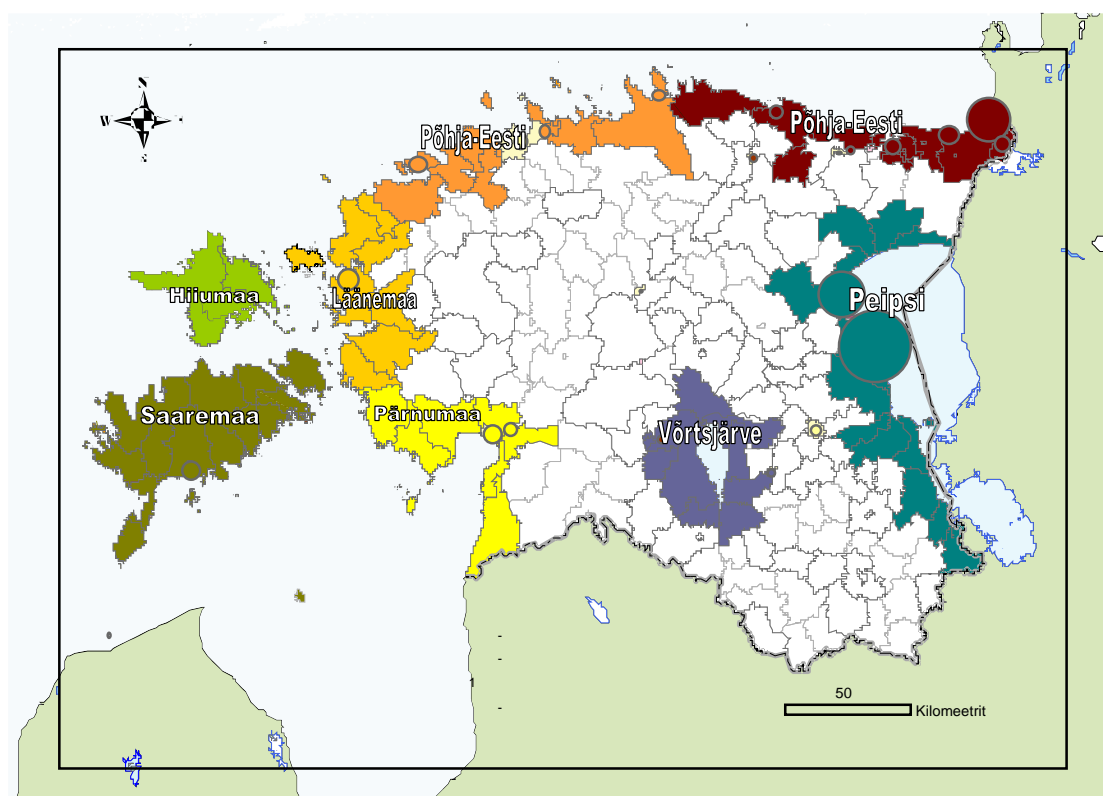 N
W
Põhja-Eesti
Põhja-Eesti
Hiiumaa
Läänemaa
Peipsi
Saaremaa
Pärnumaa
Võrtsjärve
50
Kilomeetrit